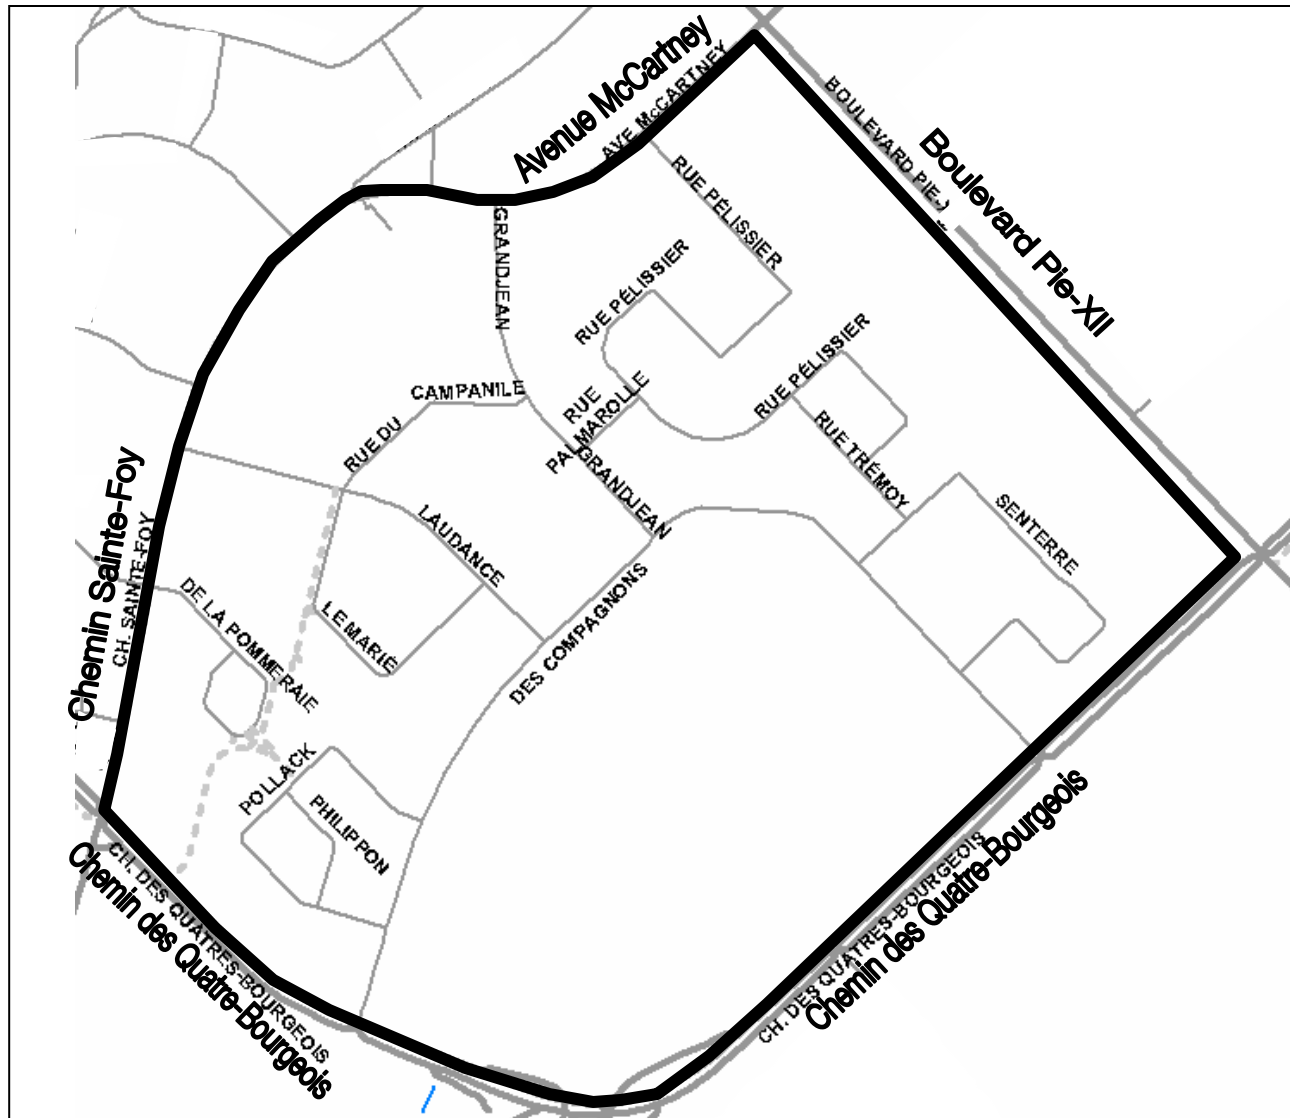 Avenue McCartney
AVE McCARTNEY
BOULEVARD PIE-
Boulevard Pie-XII
RUE PÉLISSIER
GRANDJEAN
RUE PÉLISSIER
RUE PÉLISSIER
CAMPANILE
RUE DU
RUE
PALMAROLLE
GRANDJEAN
RUE TRÉMOY
SENTERRE
LAUDANCE
Chemin Sainte-Foy
CH. SAINTE-FOY
DE LA POMMERAIE
LE MARIÉ
DES COMPAGNONS
POLLACK
PHILIPPON
CH. DES QUATRES-BOURGEOIS
Chemin des Quatre-Bourgeois
CH. DES QUATRES-BOURGEOIS
Chemin des Quatre-Bourgeois